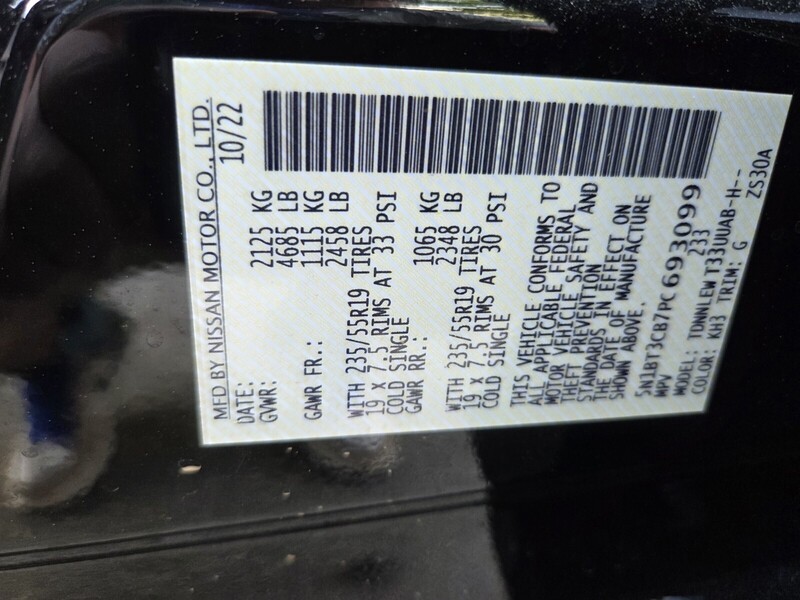 MFD BY NISSAN MOTOR CO., LTD.
DATE: 10/22
GVWR: 2125 KG
4685 LB
GAWR FR.: 1115 KG
2458 LB
WITH 235/55R19 TIRES
19 X 7.5 RIMS AT 33 PSI
COLD SINGLE
GAWR RR.: 1065 KG
2348 LB
WITH 235/55R19 TIRES
19 X 7.5 RIMS AT 30 PSI
COLD SINGLE
THIS VEHICLE CONFORMS TO
ALL APPLICABLE FEDERAL
MOTOR VEHICLE SAFETY AND
THEFT PREVENTION
STANDARDS IN EFFECT ON
THE DATE OF MANUFACTURE
SHOWN ABOVE.
5N1BT3CB7PC693099
MPV 233
MODEL: TDNNLEW T33UUAB-H--
COLOR: KH3 TRIM: G ZS30A